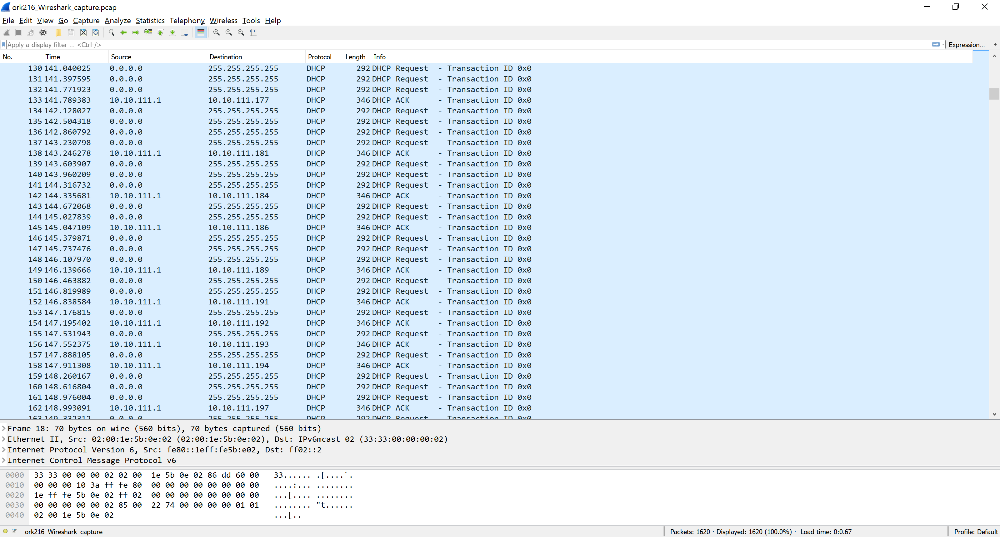 ork216_Wireshark_capture.pcap
File Edit View Go Capture Analyze Statistics Telephony Wireless Tools Help
Apply a display filter ... <Ctrl-/> Expression... +
No. Time Source Destination Protocol Length Info
130 141.040025 0.0.0.0 255.255.255.255 DHCP 292 DHCP Request - Transaction ID 0x0
131 141.397595 0.0.0.0 255.255.255.255 DHCP 292 DHCP Request - Transaction ID 0x0
132 141.771923 0.0.0.0 255.255.255.255 DHCP 292 DHCP Request - Transaction ID 0x0
133 141.789383 10.10.111.1 10.10.111.177 DHCP 346 DHCP ACK - Transaction ID 0x0
134 142.128027 0.0.0.0 255.255.255.255 DHCP 292 DHCP Request - Transaction ID 0x0
135 142.504318 0.0.0.0 255.255.255.255 DHCP 292 DHCP Request - Transaction ID 0x0
136 142.860792 0.0.0.0 255.255.255.255 DHCP 292 DHCP Request - Transaction ID 0x0
137 143.230798 0.0.0.0 255.255.255.255 DHCP 292 DHCP Request - Transaction ID 0x0
138 143.246278 10.10.111.1 10.10.111.181 DHCP 346 DHCP ACK - Transaction ID 0x0
139 143.603907 0.0.0.0 255.255.255.255 DHCP 292 DHCP Request - Transaction ID 0x0
140 143.960209 0.0.0.0 255.255.255.255 DHCP 292 DHCP Request - Transaction ID 0x0
141 144.316732 0.0.0.0 255.255.255.255 DHCP 292 DHCP Request - Transaction ID 0x0
142 144.335681 10.10.111.1 10.10.111.184 DHCP 346 DHCP ACK - Transaction ID 0x0
143 144.672068 0.0.0.0 255.255.255.255 DHCP 292 DHCP Request - Transaction ID 0x0
144 145.027839 0.0.0.0 255.255.255.255 DHCP 292 DHCP Request - Transaction ID 0x0
145 145.047109 10.10.111.1 10.10.111.186 DHCP 346 DHCP ACK - Transaction ID 0x0
146 145.379871 0.0.0.0 255.255.255.255 DHCP 292 DHCP Request - Transaction ID 0x0
147 145.737476 0.0.0.0 255.255.255.255 DHCP 292 DHCP Request - Transaction ID 0x0
148 146.107970 0.0.0.0 255.255.255.255 DHCP 292 DHCP Request - Transaction ID 0x0
149 146.139666 10.10.111.1 10.10.111.189 DHCP 346 DHCP ACK - Transaction ID 0x0
150 146.463882 0.0.0.0 255.255.255.255 DHCP 292 DHCP Request - Transaction ID 0x0
151 146.819989 0.0.0.0 255.255.255.255 DHCP 292 DHCP Request - Transaction ID 0x0
152 146.838584 10.10.111.1 10.10.111.191 DHCP 346 DHCP ACK - Transaction ID 0x0
153 147.176815 0.0.0.0 255.255.255.255 DHCP 292 DHCP Request - Transaction ID 0x0
154 147.195402 10.10.111.1 10.10.111.192 DHCP 346 DHCP ACK - Transaction ID 0x0
155 147.531943 0.0.0.0 255.255.255.255 DHCP 292 DHCP Request - Transaction ID 0x0
156 147.552375 10.10.111.1 10.10.111.193 DHCP 346 DHCP ACK - Transaction ID 0x0
157 147.888105 0.0.0.0 255.255.255.255 DHCP 292 DHCP Request - Transaction ID 0x0
158 147.911308 10.10.111.1 10.10.111.194 DHCP 346 DHCP ACK - Transaction ID 0x0
159 148.260167 0.0.0.0 255.255.255.255 DHCP 292 DHCP Request - Transaction ID 0x0
160 148.616804 0.0.0.0 255.255.255.255 DHCP 292 DHCP Request - Transaction ID 0x0
161 148.976004 0.0.0.0 255.255.255.255 DHCP 292 DHCP Request - Transaction ID 0x0
162 148.993091 10.10.111.1 10.10.111.197 DHCP 346 DHCP ACK - Transaction ID 0x0
163 149.332312 0.0.0.0 255.255.255.255 DHCP 292 DHCP Request - Transaction ID 0x0
Frame 18: 70 bytes on wire (560 bits), 70 bytes captured (560 bits)
Ethernet II, Src: 02:00:1e:5b:0e:02 (02:00:1e:5b:0e:02), Dst: IPv6mcast_02 (33:33:00:00:00:02)
Internet Protocol Version 6, Src: fe80::1eff:fe5b:e02, Dst: ff02::2
Internet Control Message Protocol v6
0000 33 33 00 00 00 02 02 00 1e 5b 0e 02 86 dd 60 00 33...... .[....`.
0010 00 00 00 10 3a ff fe 80 00 00 00 00 00 00 00 00 ....:... ........
0020 1e ff fe 5b 0e 02 ff 02 00 00 00 00 00 00 00 00 ...[.... ........
0030 00 00 00 00 00 02 85 00 22 74 00 00 00 00 01 01 ........ "t......
0040 02 00 1e 5b 0e 02 ...[..
ork216_Wireshark_capture Packets: 1620 · Displayed: 1620 (100.0%) · Load time: 0:0.67 Profile: Default